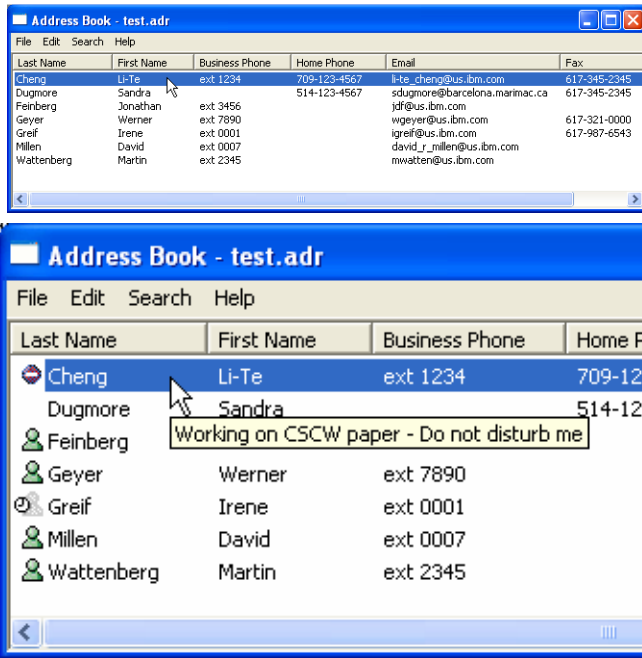 Address Book - test.adr
File Edit Search Help
Last Name First Name Business Phone Home Phone Email Fax
Cheng Li-Te ext 1234 709-123-4567 li-te_cheng@us.ibm.com 617-345-2345
Dugmore Sandra 514-123-4567 sdugmore@barcelona.marimac.ca 617-345-2345
Feinberg Jonathan ext 3456 jdf@us.ibm.com
Geyer Werner ext 7890 wgeyer@us.ibm.com 617-321-0000
Greif Irene ext 0001 igreif@us.ibm.com 617-987-6543
Millen David ext 0007 david_r_millen@us.ibm.com
Wattenberg Martin ext 2345 mwatten@us.ibm.com
Address Book - test.adr
File Edit Search Help
Last Name First Name Business Phone Home P
Cheng Li-Te ext 1234 709-12
Dugmore Sandra 514-12
Feinberg Working on CSCW paper - Do not disturb me
Geyer Werner ext 7890
Greif Irene ext 0001
Millen David ext 0007
Wattenberg Martin ext 2345